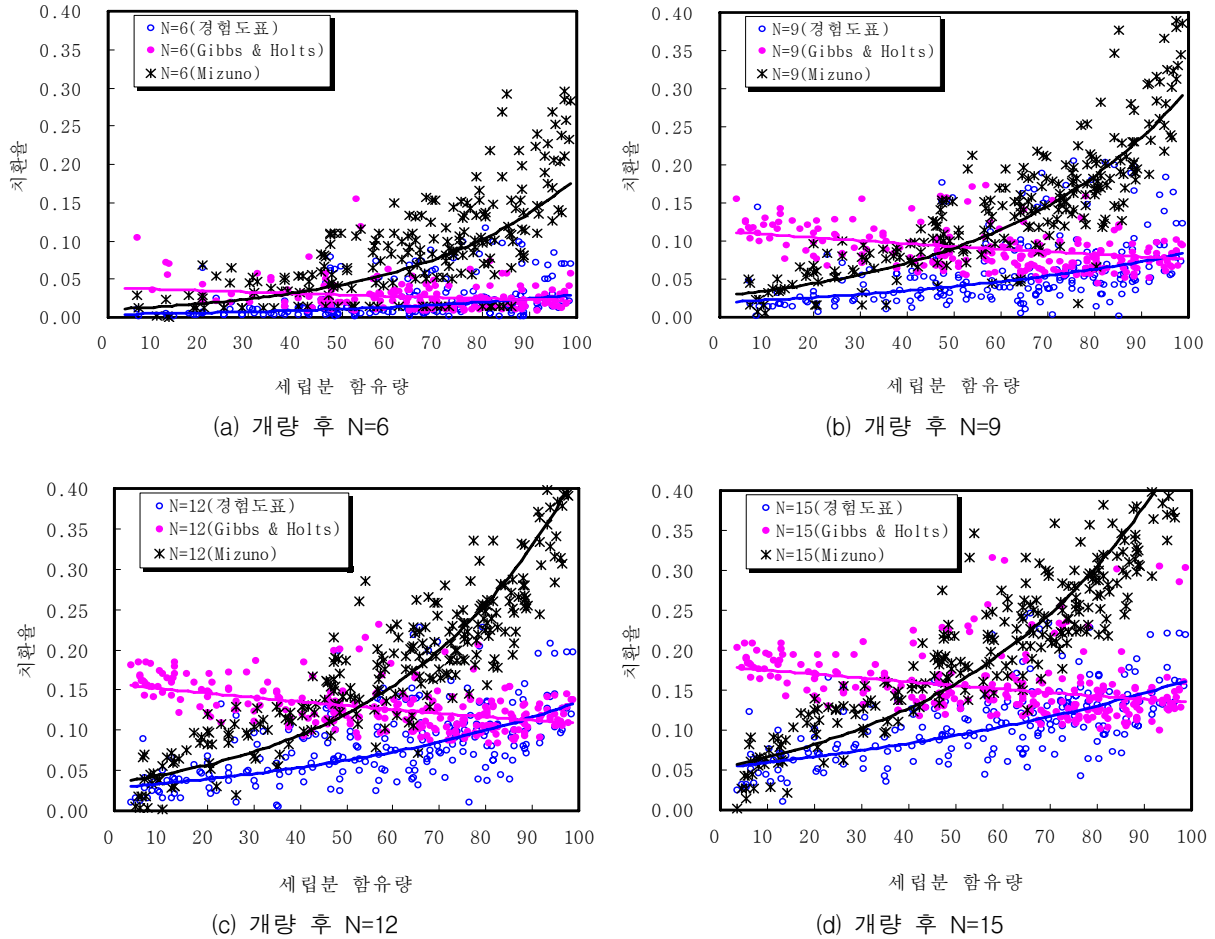 0.40
0.35
0.30
0.25
0.20
0.15
0.10
0.05
0.00
치환율
N=6(경험도표)
N=6(Gibbs & Holts)
N=6(Mizuno)
0 10 20 30 40 50 60 70 80 90 100
세립분 함유량
(a) 개량 후 N=6
0.40
0.35
0.30
0.25
0.20
0.15
0.10
0.05
0.00
치환율
N=9(경험도표)
N=9(Gibbs & Holts)
N=9(Mizuno)
0 10 20 30 40 50 60 70 80 90 100
세립분 함유량
(b) 개량 후 N=9
0.40
0.35
0.30
0.25
0.20
0.15
0.10
0.05
0.00
치환율
N=12(경험도표)
N=12(Gibbs & Holts)
N=12(Mizuno)
0 10 20 30 40 50 60 70 80 90 100
세립분 함유량
(c) 개량 후 N=12
0.40
0.35
0.30
0.25
0.20
0.15
0.10
0.05
0.00
치환율
N=15(경험도표)
N=15(Gibbs & Holts)
N=15(Mizuno)
0 10 20 30 40 50 60 70 80 90 100
세립분 함유량
(d) 개량 후 N=15